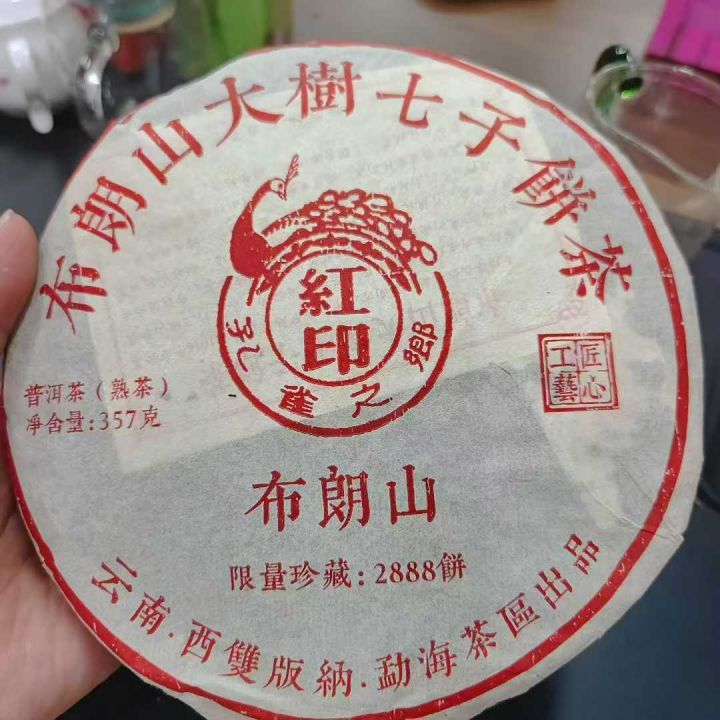 布朗山大樹七子餅茶
紅印
孔雀之鄉
普洱茶（熟茶）
淨含量:357克
匠心
工藝
布朗山
限量珍藏:2888餅
云南.西雙版納.勐海茶區出品